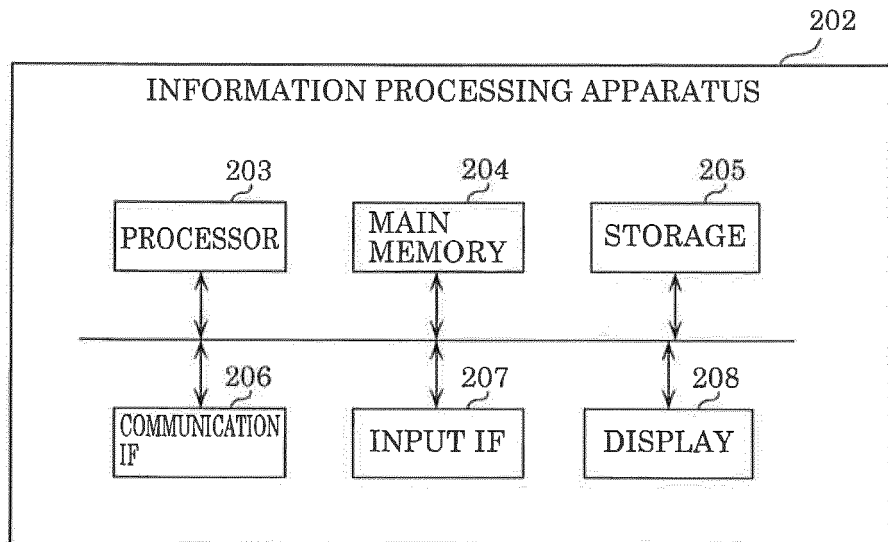 202
INFORMATION PROCESSING APPARATUS
203
204
205
PROCESSOR
MAIN
MEMORY
STORAGE
206
207
208
COMMUNICATION
IF
INPUT IF
DISPLAY